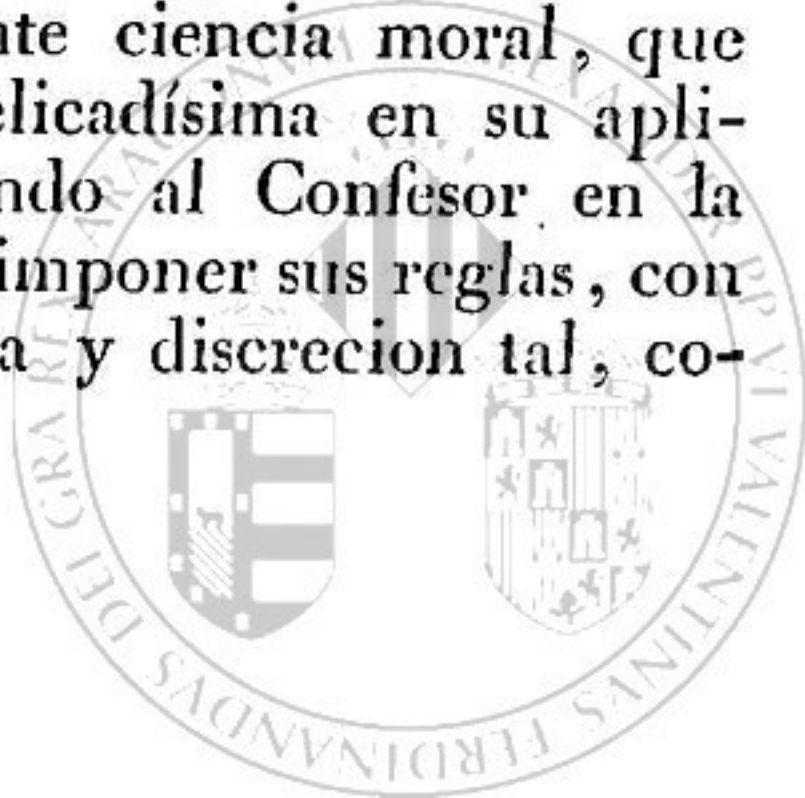 nte ciencia moral, que
elicadísima en su apli-
ndo al Confesor en la
imponer sus reglas, con
a y discrecion tal, co-